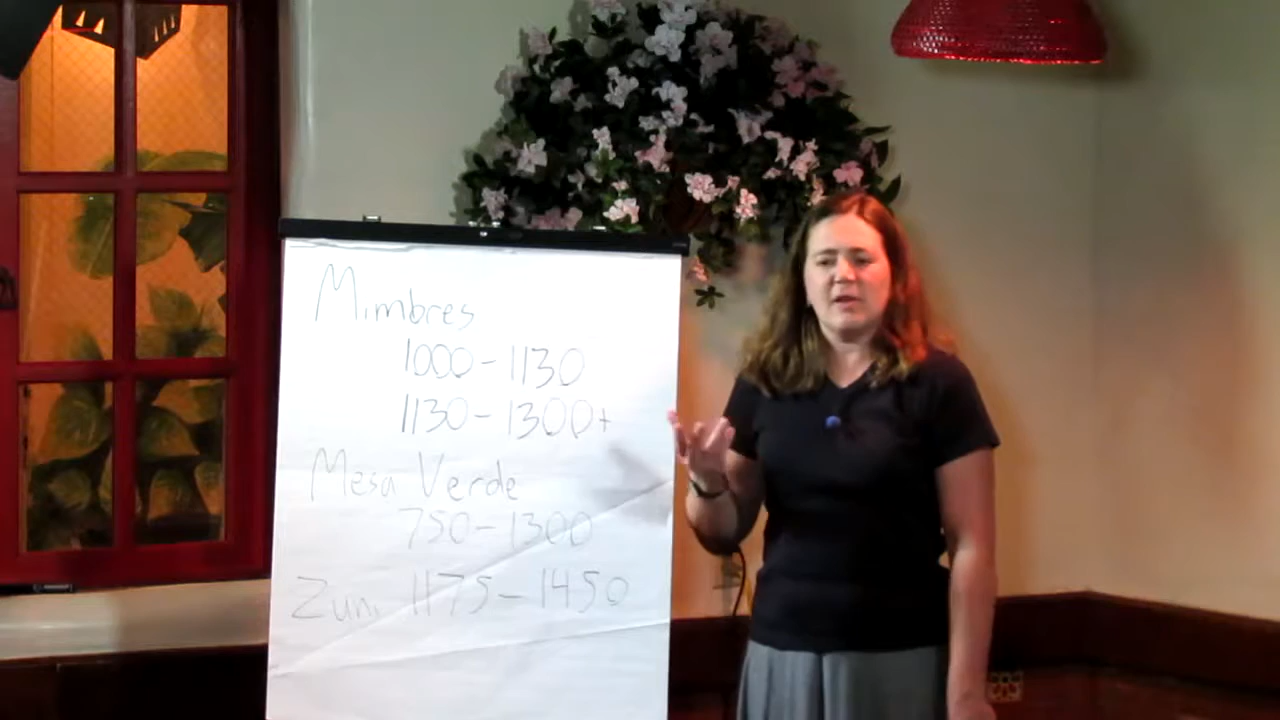 Mimbres
1000-1130
1130-1300+
Mesa Verde
750-1300
Zuni 1175-1450